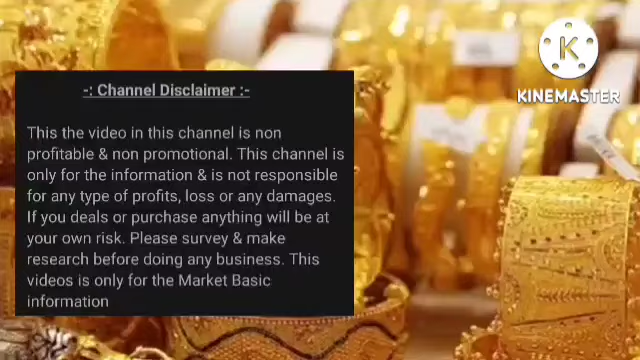 -: Channel Disclaimer :-
This the video in this channel is non
profitable & non promotional. This channel is
only for the information & is not responsible
for any type of profits, loss or any damages.
If you deals or purchase anything will be at
your own risk. Please survey & make
research before doing any business. This
videos is only for the Market Basic
information
K
KINEMASTER